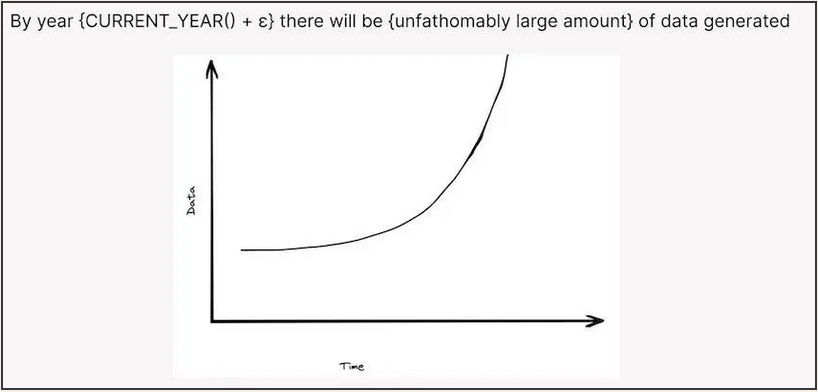 By year {CURRENT_YEAR() + ε} there will be {unfathomably large amount} of data generated
Data
Time